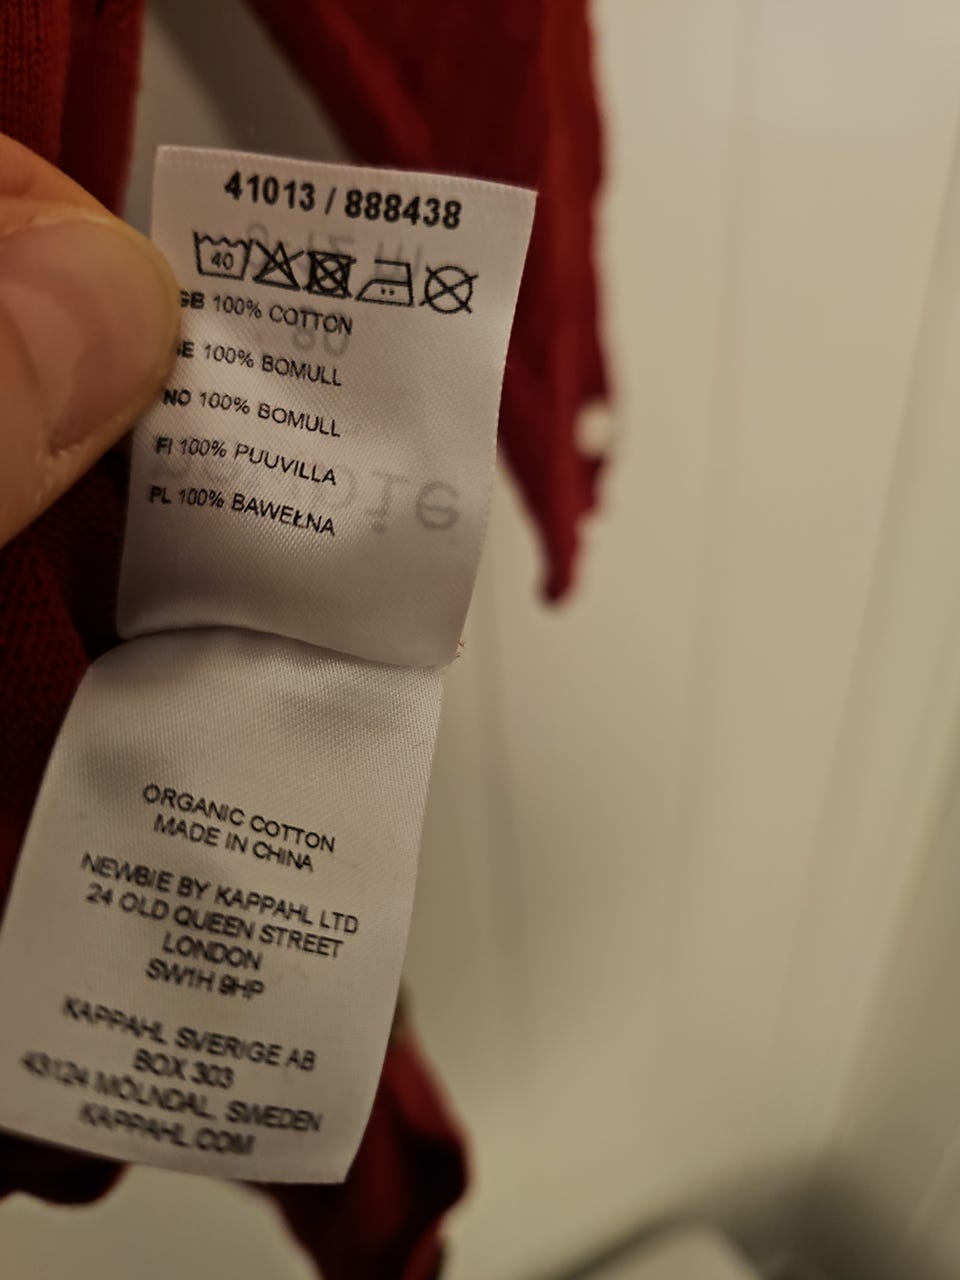 41013 / 888438
40
GB 100% COTTON
SE 100% BOMULL
NO 100% BOMULL
FI 100% PUUVILLA
PL 100% BAWEŁNA
ORGANIC COTTON
MADE IN CHINA
NEWBIE BY KAPPAHL LTD
24 OLD QUEEN STREET
LONDON
SW1H 9HP
KAPPAHL SVERIGE AB
BOX 303
43124 MÖLNDAL, SWEDEN
KAPPAHL.COM